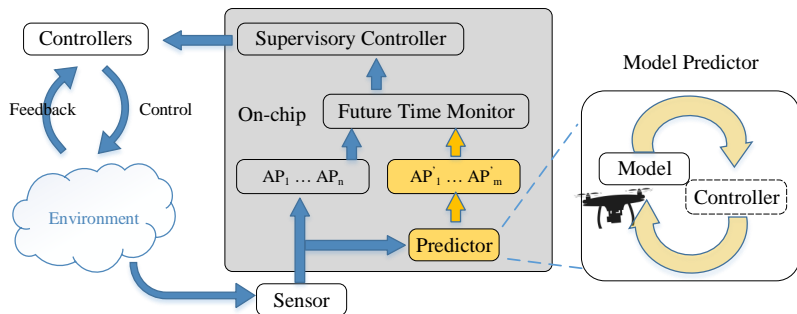 Controllers
Supervisory Controller
Model Predictor
Feedback
Control
On-chip
Future Time Monitor
AP₁ … APₙ
AP'₁ … AP'ₘ
Model
Controller
Environment
Predictor
Sensor